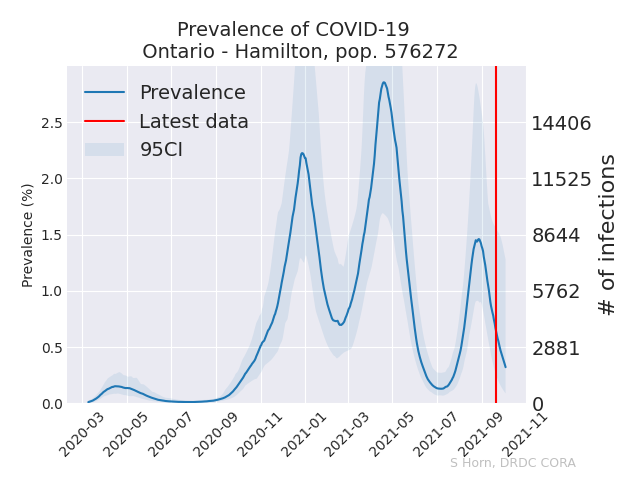 Prevalence of COVID-19
Ontario - Hamilton, pop. 576272
Prevalence
Latest data
95CI
Prevalence (%)
2.5
2.0
1.5
1.0
0.5
0.0
14406
11525
8644
5762
2881
0
# of infections
2020-03
2020-05
2020-07
2020-09
2020-11
2021-01
2021-03
2021-05
2021-07
2021-09
2021-11
S Horn, DRDC CORA